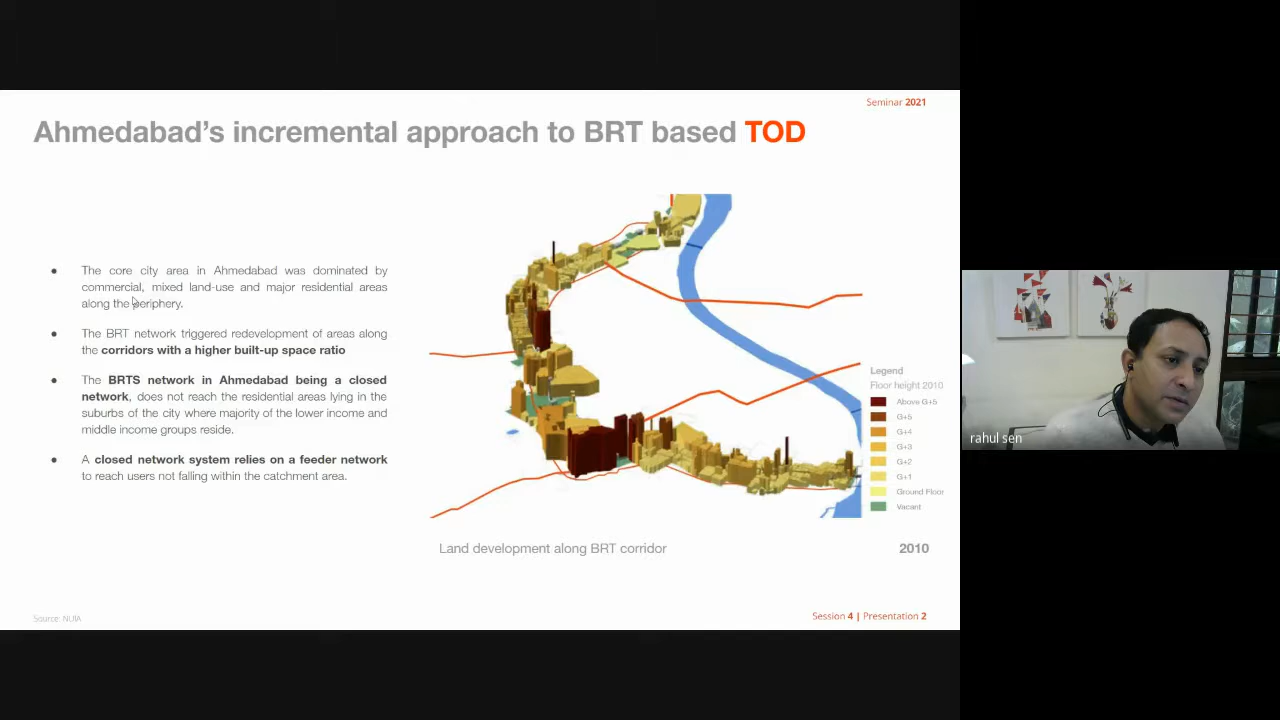 Seminar 2021
Ahmedabad's incremental approach to BRT based TOD
● The core city area in Ahmedabad was dominated by
commercial, mixed land-use and major residential areas
along the periphery.
● The BRT network triggered redevelopment of areas along
the corridors with a higher built-up space ratio
● The BRTS network in Ahmedabad being a closed
network, does not reach the residential areas lying in the
suburbs of the city where majority of the lower income and
middle income groups reside.
● A closed network system relies on a feeder network
to reach users not falling within the catchment area.
Legend
Floor height 2010
Above G+5
G+5
G+4
G+3
G+2
G+1
Ground Floor
Vacant
Land development along BRT corridor
2010
Source: NUIA
Session 4 | Presentation 2
rahul sen